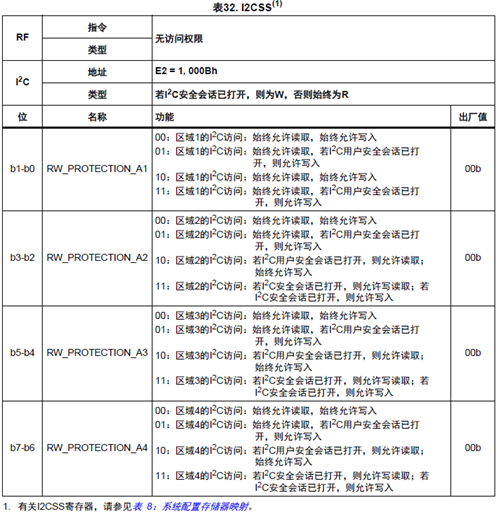 表32. I2CSS(1)
RF
指令
无访问权限
类型
I2C
地址
E2 = 1, 000Bh
类型
若I2C安全会话已打开，则为W，否则始终为R
位
名称
功能
出厂值
b1-b0
RW_PROTECTION_A1
00：区域1的I2C访问：始终允许读取，始终允许写入
01：区域1的I2C访问：始终允许读取，若I2C用户安全会话已打
开，则允许写入
10：区域1的I2C访问：始终允许读取，始终允许写入
11：区域1的I2C访问：始终允许读取，若I2C用户安全会话已打
开，则允许写入
00b
b3-b2
RW_PROTECTION_A2
00：区域2的I2C访问：始终允许读取，始终允许写入
01：区域2的I2C访问：始终允许读取，若I2C用户安全会话已打
开，则允许写入
10：区域2的I2C访问：若I2C用户安全会话已打开，则允许读取；
始终允许写入
11：区域2的I2C访问：若I2C安全会话已打开，则允许写读取；若
I2C安全会话已打开，则允许写入
00b
b5-b4
RW_PROTECTION_A3
00：区域3的I2C访问：始终允许读取，始终允许写入
01：区域3的I2C访问：始终允许读取，若I2C用户安全会话已打
开，则允许写入
10：区域3的I2C访问：若I2C用户安全会话已打开，则允许读取；
始终允许写入
11：区域3的I2C访问：若I2C安全会话已打开，则允许写读取；若
I2C安全会话已打开，则允许写入
00b
b7-b6
RW_PROTECTION_A4
00：区域4的I2C访问：始终允许读取，始终允许写入
01：区域4的I2C访问：始终允许读取，若I2C用户安全会话已打
开，则允许写入
10：区域4的I2C访问：若I2C用户安全会话已打开，则允许读取；
始终允许写入
11：区域4的I2C访问：若I2C安全会话已打开，则允许写读取；若
I2C安全会话已打开，则允许写入
00b
1. 有关I2CSS寄存器，请参见表 8：系统配置存储器映射。